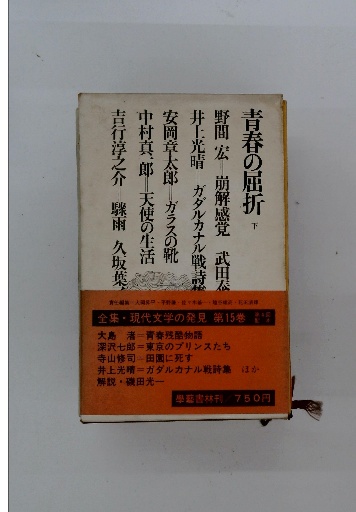 青春の屈折 下
野間 宏═崩解感覚 武田
井上光晴 ガダルカナル戦詩集
安岡章太郎═ガラスの靴
中村真一郎═天使の生活
吉行淳之介 驟雨 久坂葉
全集・現代文学の発見 第15巻
大島 渚═青春残酷物語
深沢七郎═東京のプリンスたち
寺山修司═田園に死す
井上光晴═ガダルカナル戦詩集 ほか
解説・磯田光一
學藝書林刊／750円